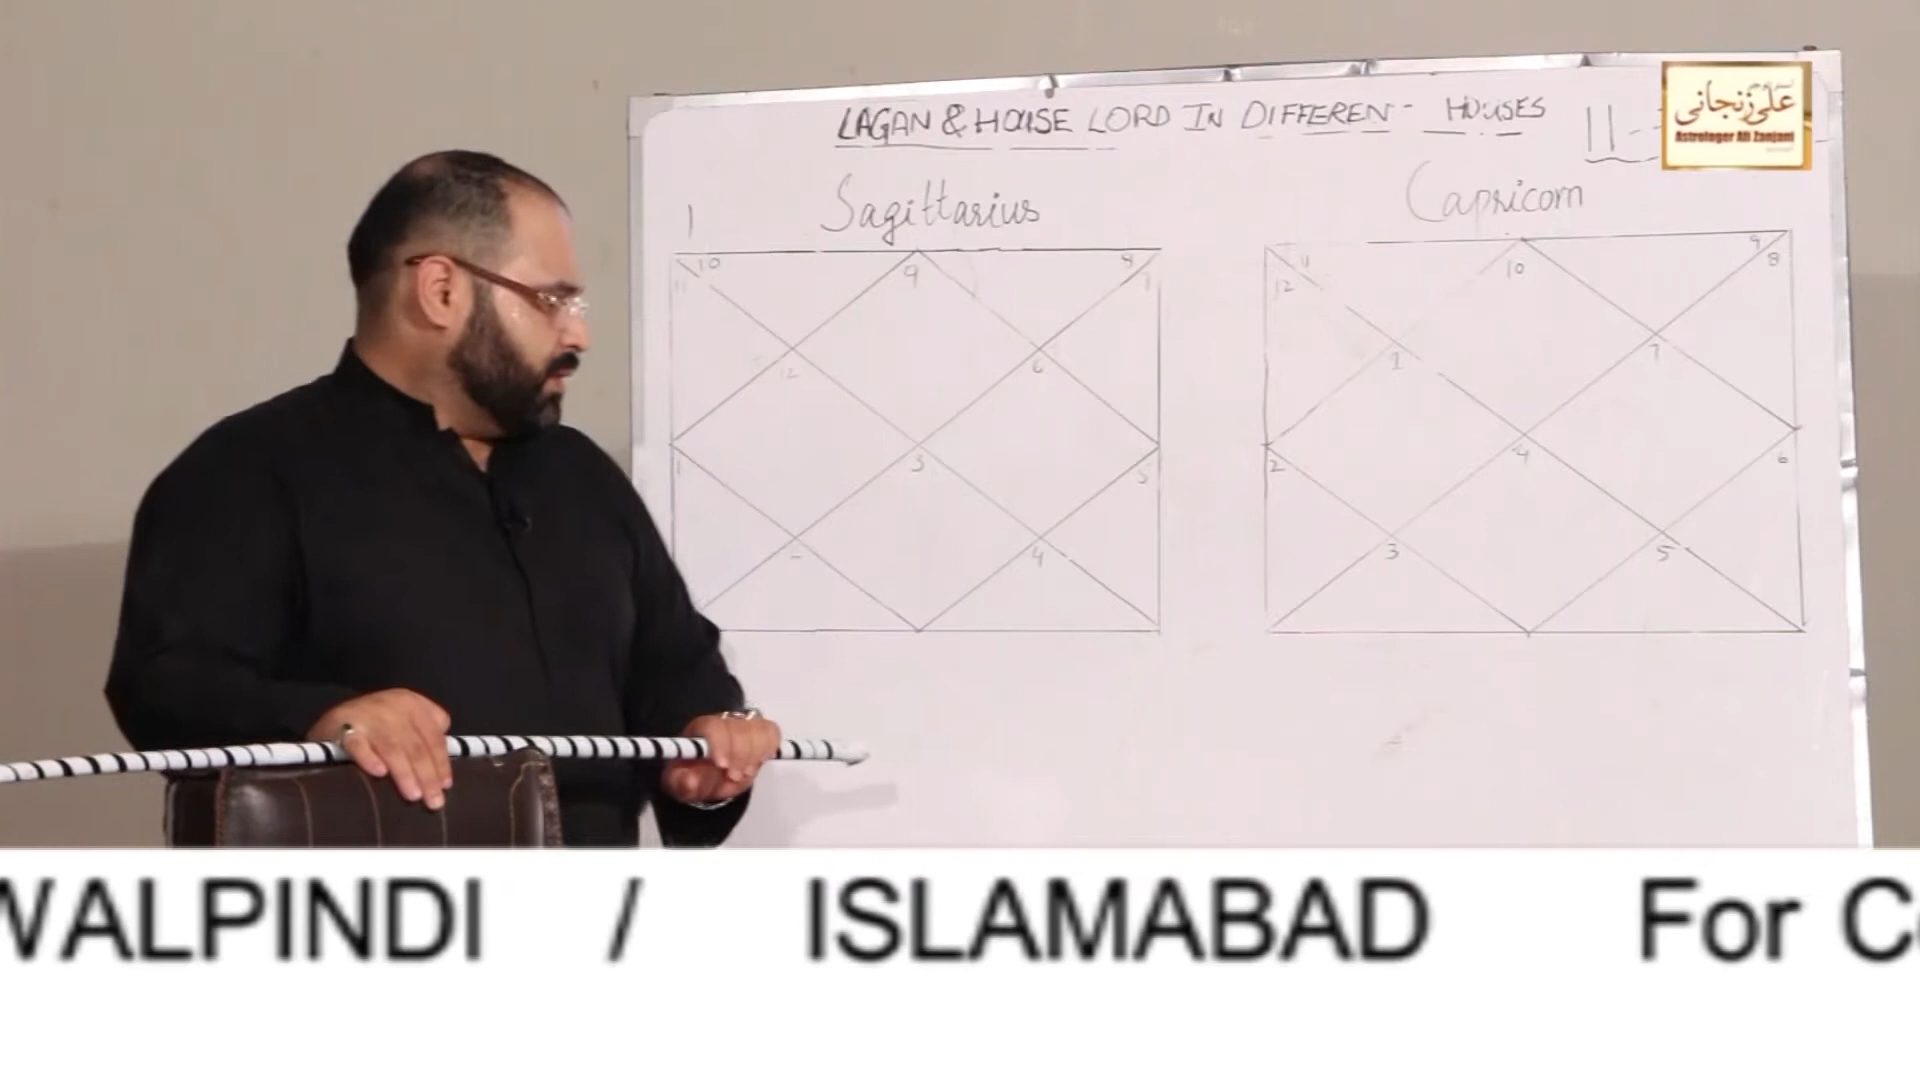 LAGAN & HOUSE LORD IN DIFFEREN- HOUSES 11-
علی زنجانی
Astrologer Ali Zanjani
1 Sagittarius
Capricorn
10 9 8
11 7
12 6
1 3 5
4
11 10 9
12 8
1 7
2 4 6
3 5
WALPINDI / ISLAMABAD For C